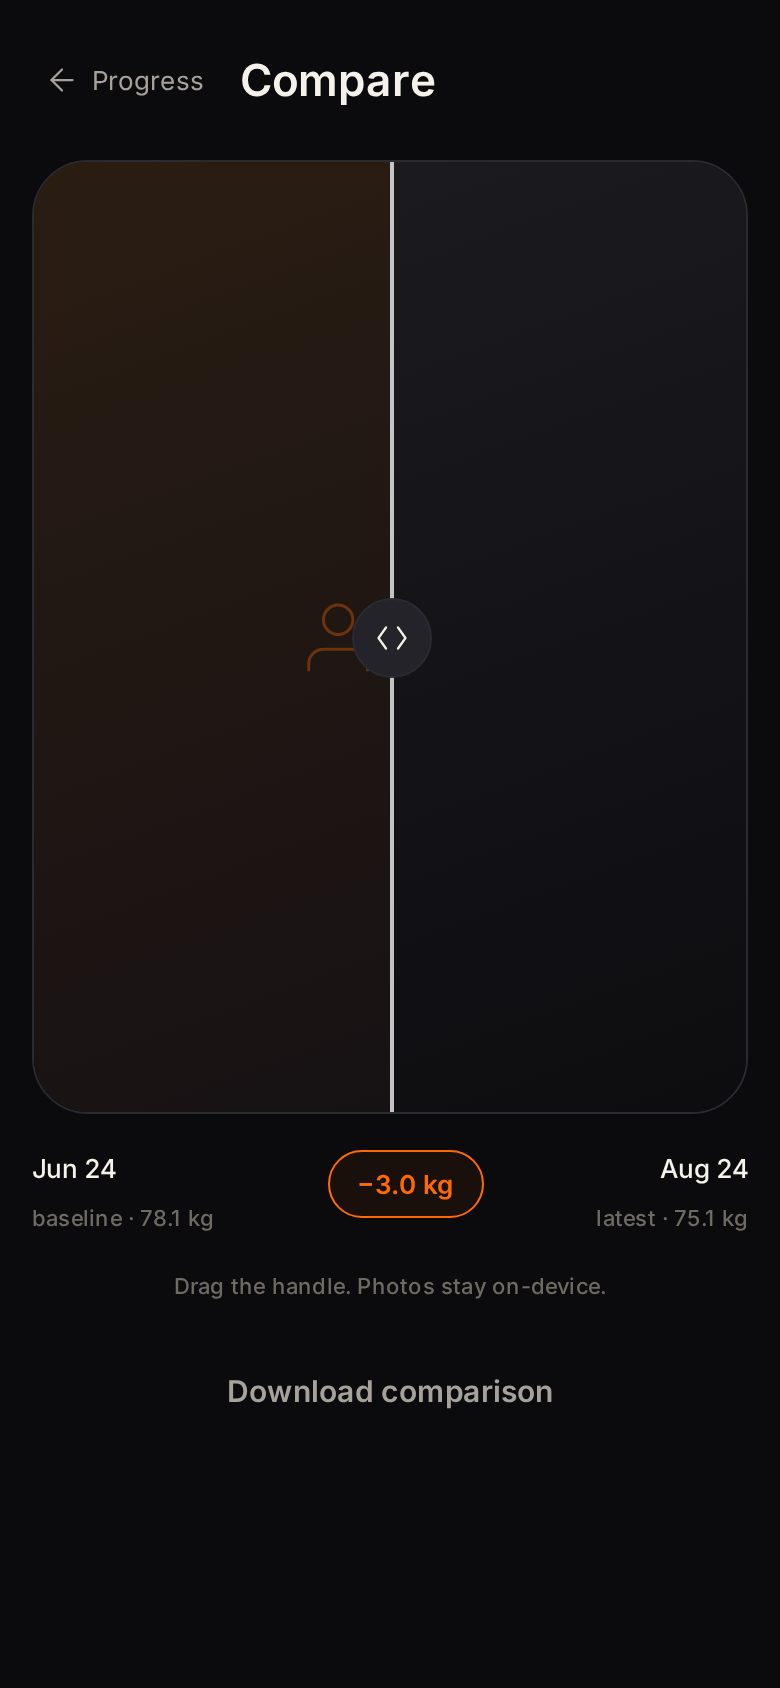 Progress
Compare
Jun 24
−3.0 kg
Aug 24
baseline · 78.1 kg
latest · 75.1 kg
Drag the handle. Photos stay on-device.
Download comparison